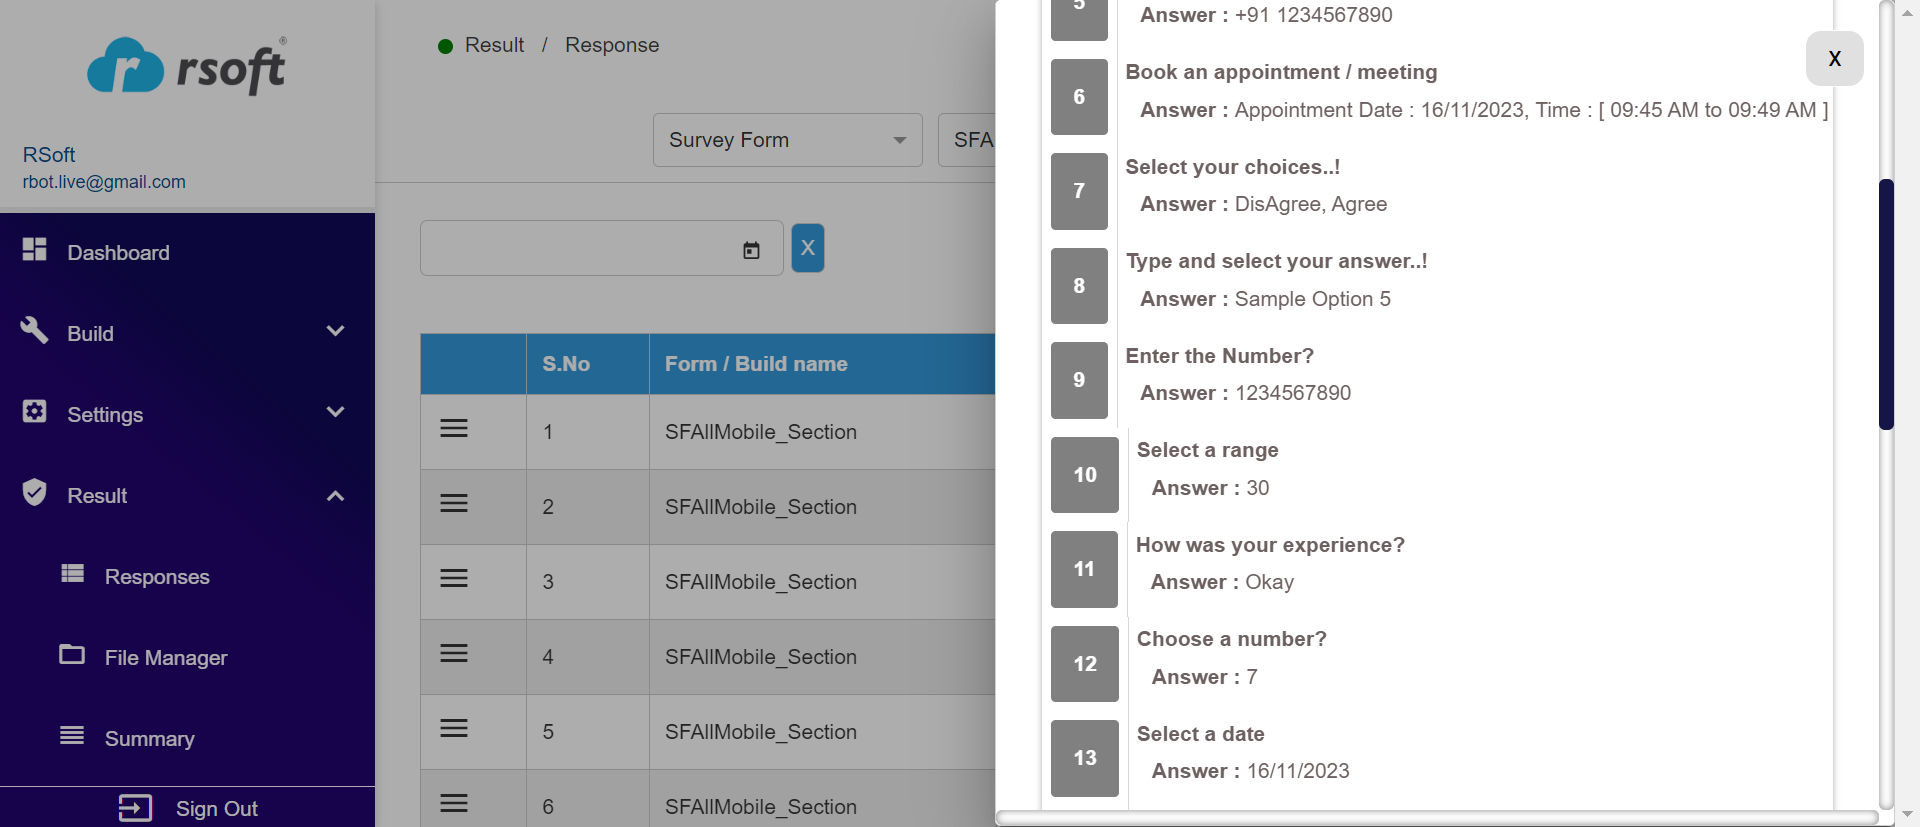 rsoft®
RSoft
rbot.live@gmail.com
Dashboard
Build
Settings
Result
Responses
File Manager
Summary
Sign Out
Result / Response
Survey Form
SFA
X
S.No
Form / Build name
1
SFAllMobile_Section
2
SFAllMobile_Section
3
SFAllMobile_Section
4
SFAllMobile_Section
5
SFAllMobile_Section
6
SFAllMobile_Section
X
5
Answer : +91 1234567890
6
Book an appointment / meeting
Answer : Appointment Date : 16/11/2023, Time : [ 09:45 AM to 09:49 AM ]
7
Select your choices..!
Answer : DisAgree, Agree
8
Type and select your answer..!
Answer : Sample Option 5
9
Enter the Number?
Answer : 1234567890
10
Select a range
Answer : 30
11
How was your experience?
Answer : Okay
12
Choose a number?
Answer : 7
13
Select a date
Answer : 16/11/2023